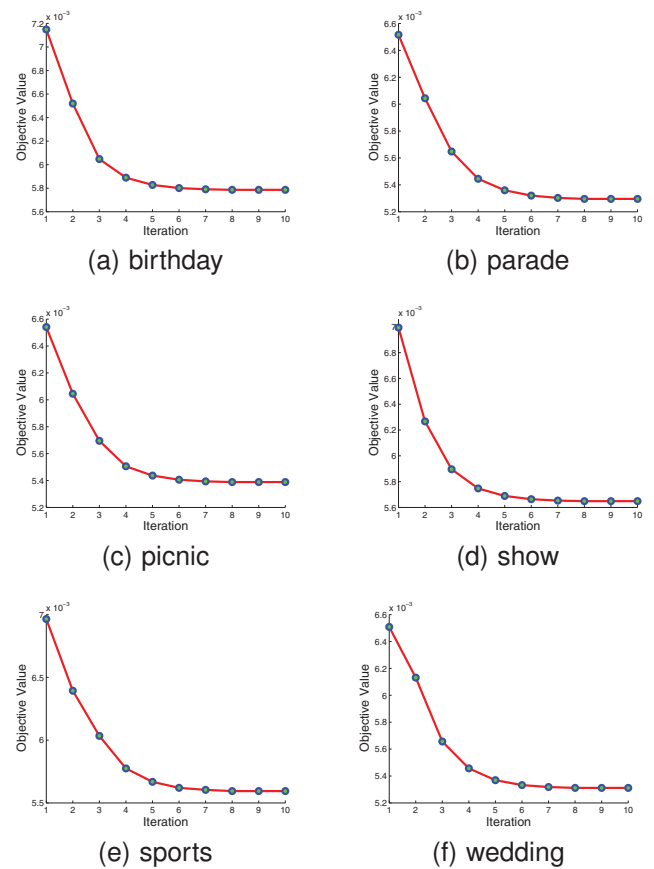 x 10⁻³
7.2
7
6.8
6.6
6.4
6.2
6
5.8
5.6
Objective Value
1 2 3 4 5 6 7 8 9 10
Iteration
(a) birthday
x 10⁻³
6.6
6.4
6.2
6
5.8
5.6
5.4
5.2
Objective Value
1 2 3 4 5 6 7 8 9 10
Iteration
(b) parade
x 10⁻³
6.6
6.4
6.2
6
5.8
5.6
5.4
5.2
Objective Value
1 2 3 4 5 6 7 8 9 10
Iteration
(c) picnic
x 10⁻³
7
6.8
6.6
6.4
6.2
6
5.8
5.6
Objective Value
1 2 3 4 5 6 7 8 9 10
Iteration
(d) show
x 10⁻³
7
6.5
6
5.5
Objective Value
1 2 3 4 5 6 7 8 9 10
Iteration
(e) sports
x 10⁻³
6.6
6.4
6.2
6
5.8
5.6
5.4
5.2
Objective Value
1 2 3 4 5 6 7 8 9 10
Iteration
(f) wedding